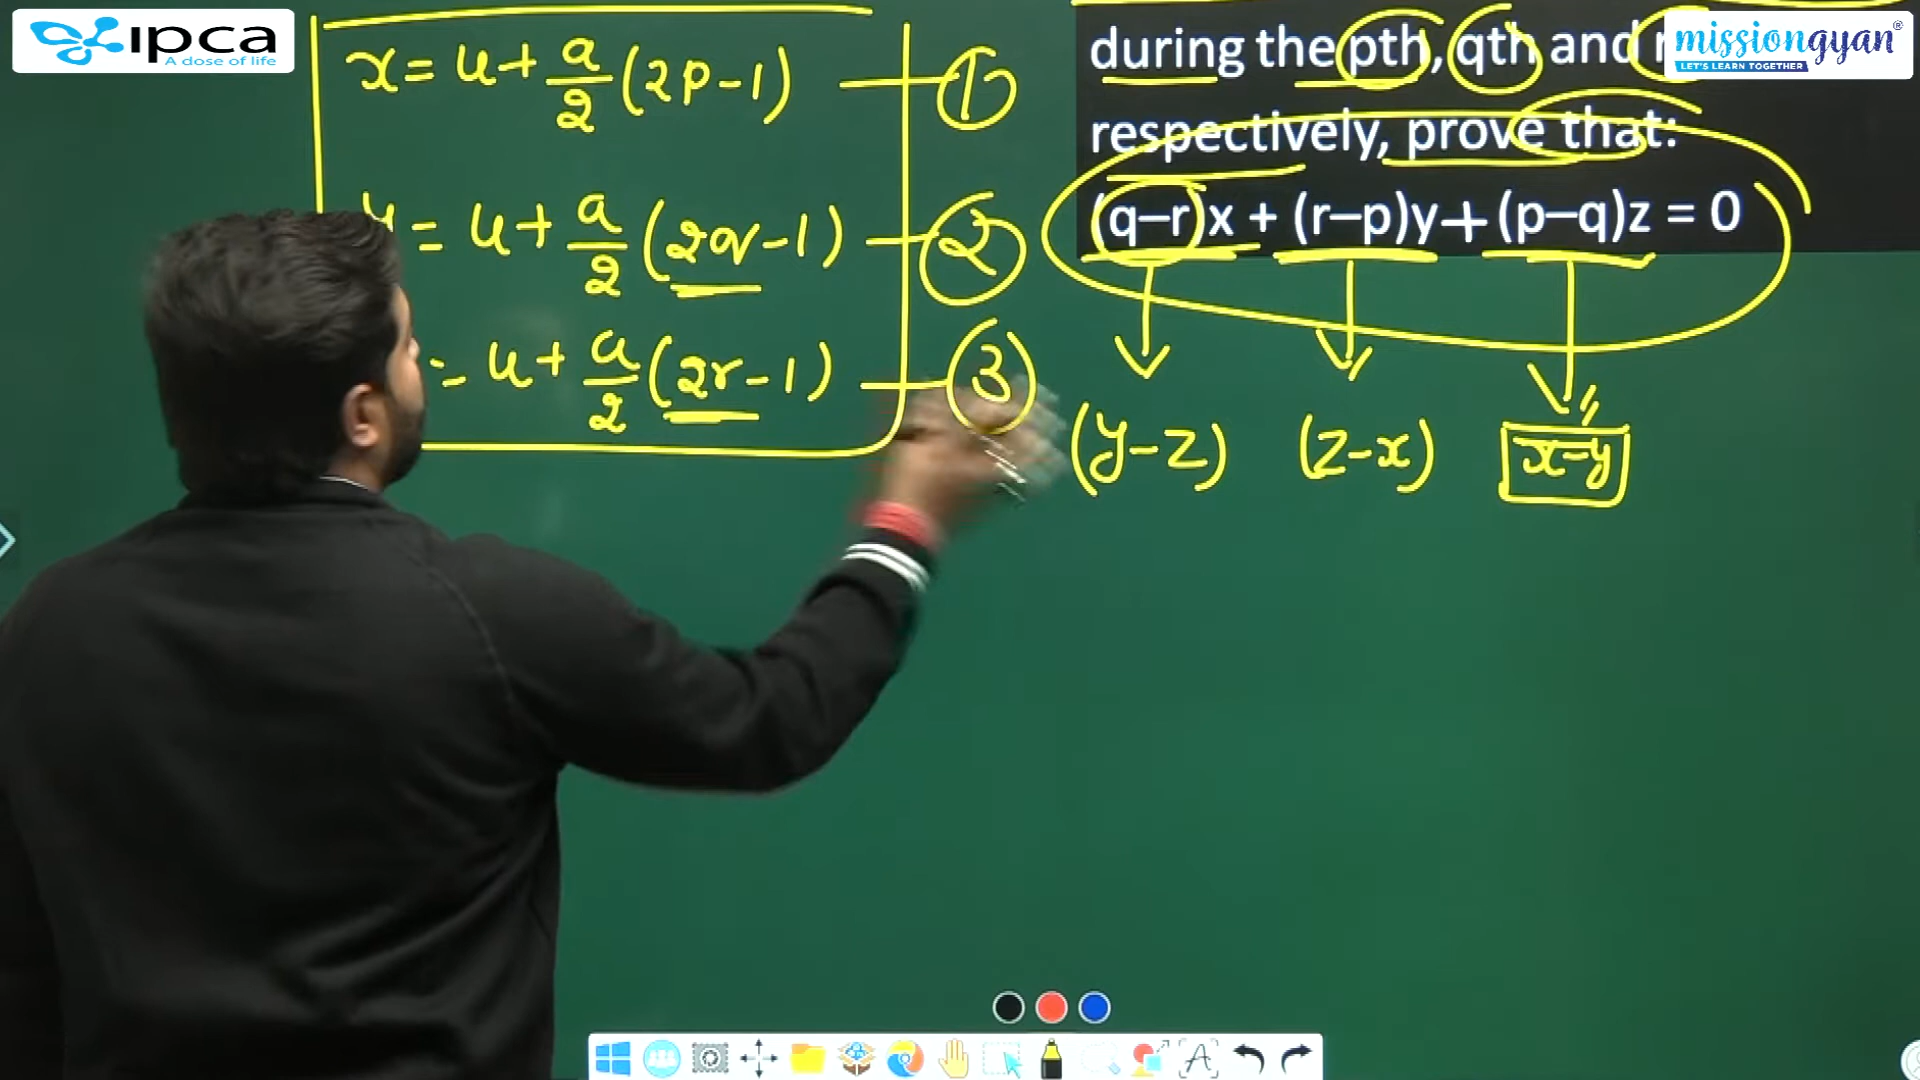 ipca
A dose of life
x = u + a/2 (2p - 1) — 1
= u + a/2 (2q - 1) — 2
= u + a/2 (2r - 1) — 3
during the pth, qth and
missiongyan®
LET'S LEARN TOGETHER
respectively, prove that:
(q–r)x + (r–p)y + (p–q)z = 0
(y-z) (z-x) x-y
A